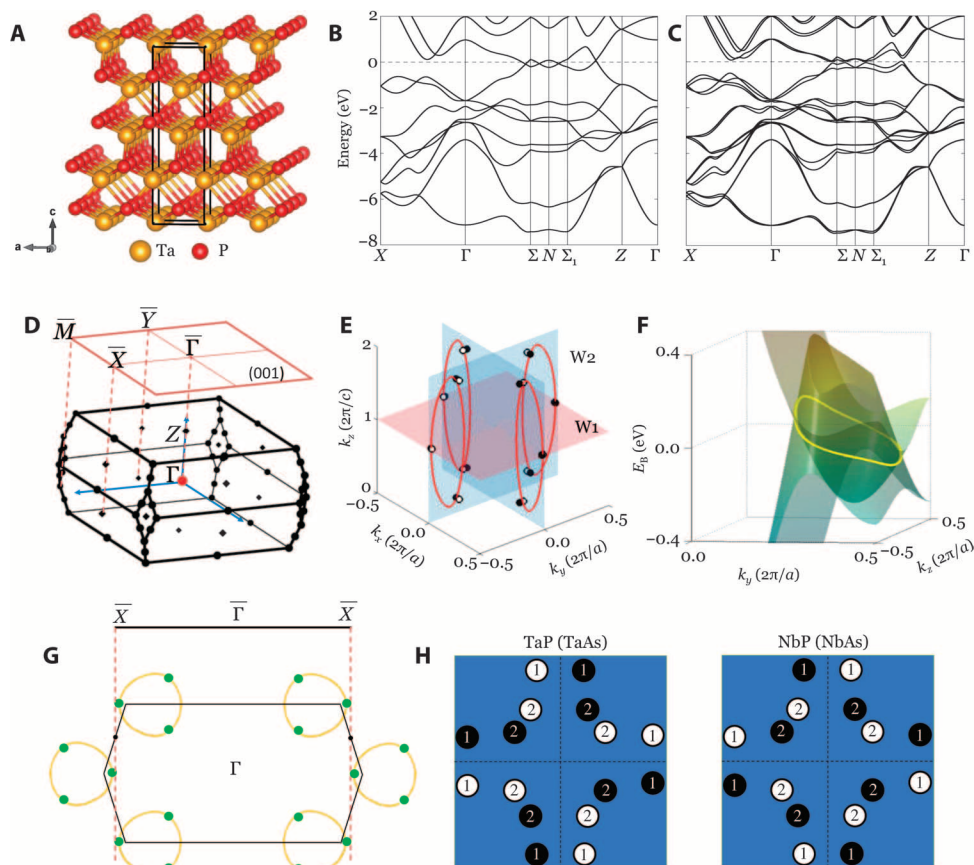 A
c
a
Ta
P
B
Energy (eV)
2
0
−2
−4
−6
−8
X
Γ
Σ
N
Σ1
Z
Γ
C
X
Γ
Σ
N
Σ1
Z
Γ
D
M̅
Y̅
X̅
Γ̅
(001)
Z
Γ
E
2
1
0
kz (2π/c)
W2
W1
−0.5
0.0
0.5
kx (2π/a)
−0.5
0.0
0.5
ky (2π/a)
F
0.4
0.0
−0.4
EB (eV)
0.0
0.5
ky (2π/a)
−0.5
0.5
kz (2π/a)
G
X̅
Γ̅
X̅
Γ
H
TaP (TaAs)
1 1
2 2
1 2 2 1
1 2 2 1
2 2
1 1
NbP (NbAs)
1 1
2 2
1 2 2 1
1 2 2 1
2 2
1 1